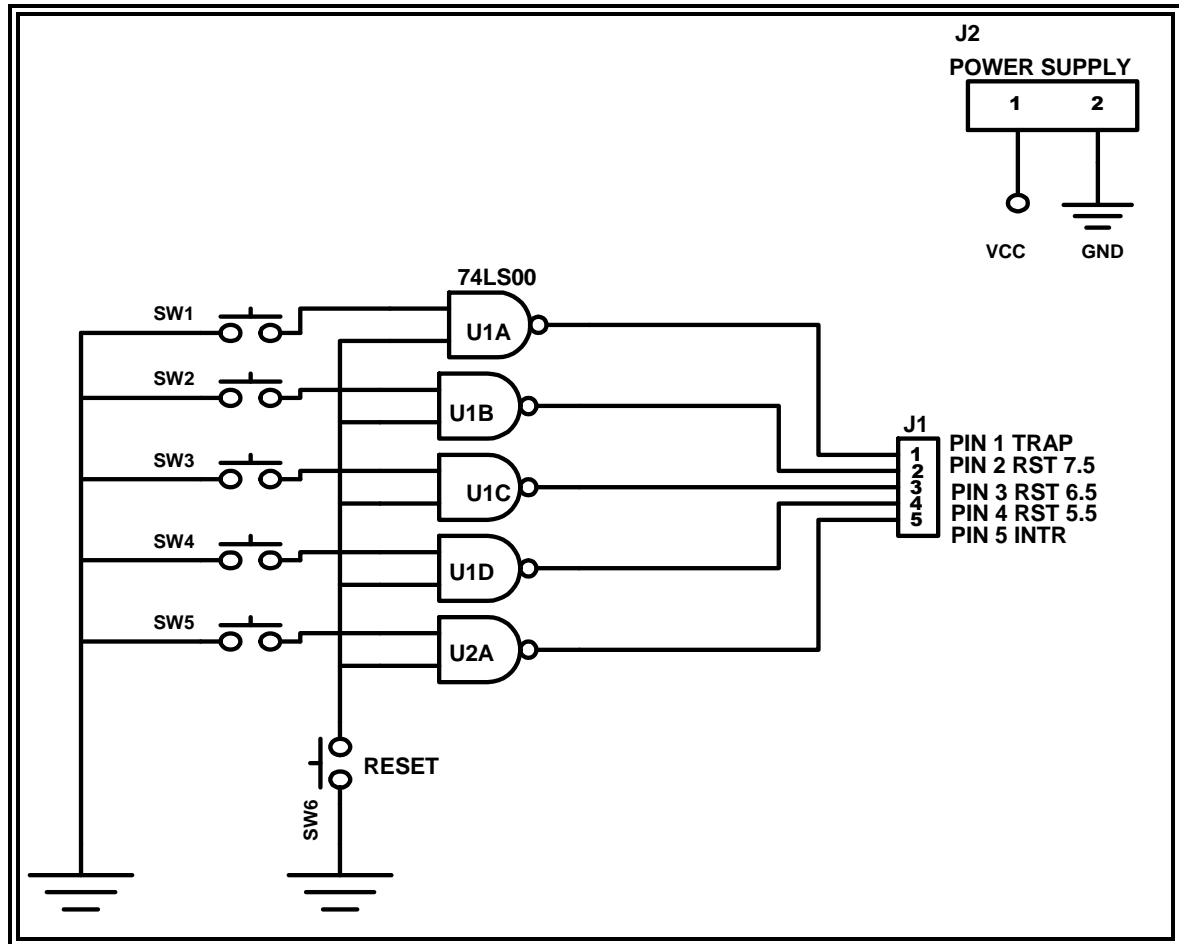 J2
POWER SUPPLY
1 2
VCC GND
74LS00
SW1
U1A
SW2
U1B
SW3
U1C
SW4
U1D
SW5
U2A
J1
1 PIN 1 TRAP
2 PIN 2 RST 7.5
3 PIN 3 RST 6.5
4 PIN 4 RST 5.5
5 PIN 5 INTR
RESET
SW6